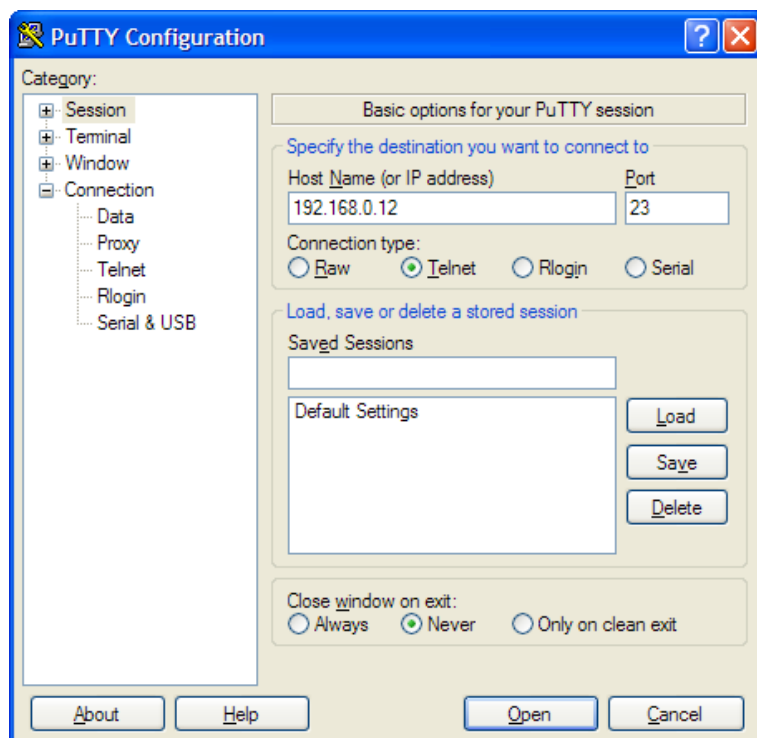 PuTTY Configuration
Category:
Session
Terminal
Window
Connection
Data
Proxy
Telnet
Rlogin
Serial & USB
Basic options for your PuTTY session
Specify the destination you want to connect to
Host Name (or IP address) Port
192.168.0.12 23
Connection type:
Raw Telnet Rlogin Serial
Load, save or delete a stored session
Saved Sessions
Default Settings
Load
Save
Delete
Close window on exit:
Always Never Only on clean exit
About Help Open Cancel